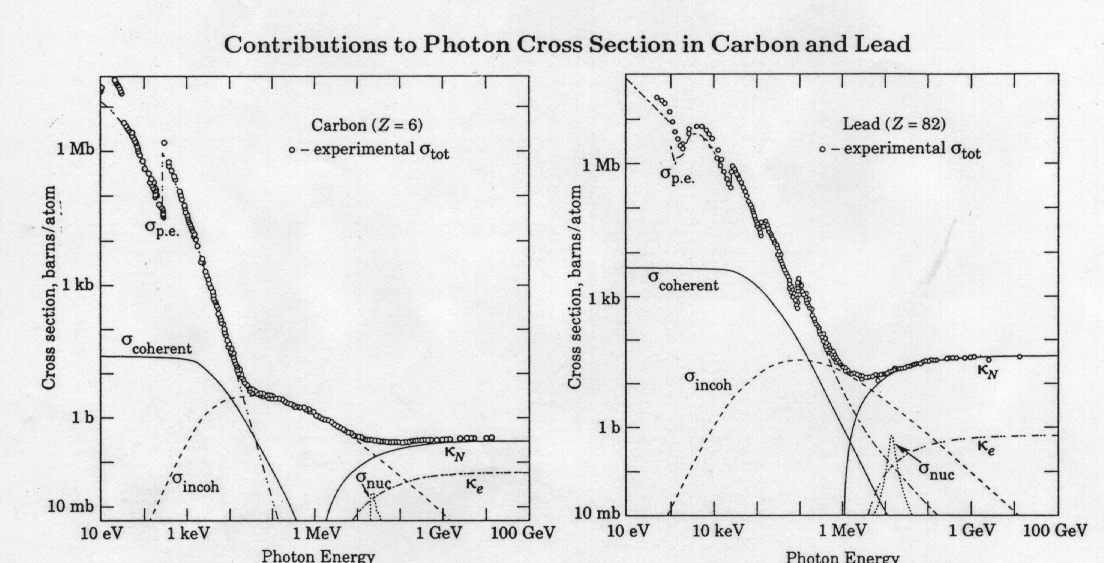 Contributions to Photon Cross Section in Carbon and Lead
Carbon (Z = 6)
o – experimental σtot
1 Mb
σp.e.
Cross section, barns/atom
1 kb
σcoherent
1 b
σincoh
σnuc
κN
κe
10 mb
10 eV 1 keV 1 MeV 1 GeV 100 GeV
Photon Energy
Lead (Z = 82)
o – experimental σtot
1 Mb
σp.e.
Cross section, barns/atom
σcoherent
1 kb
σincoh
κN
1 b
κe
σnuc
10 mb
10 eV 10 keV 1 MeV 1 GeV 100 GeV
Photon Energy